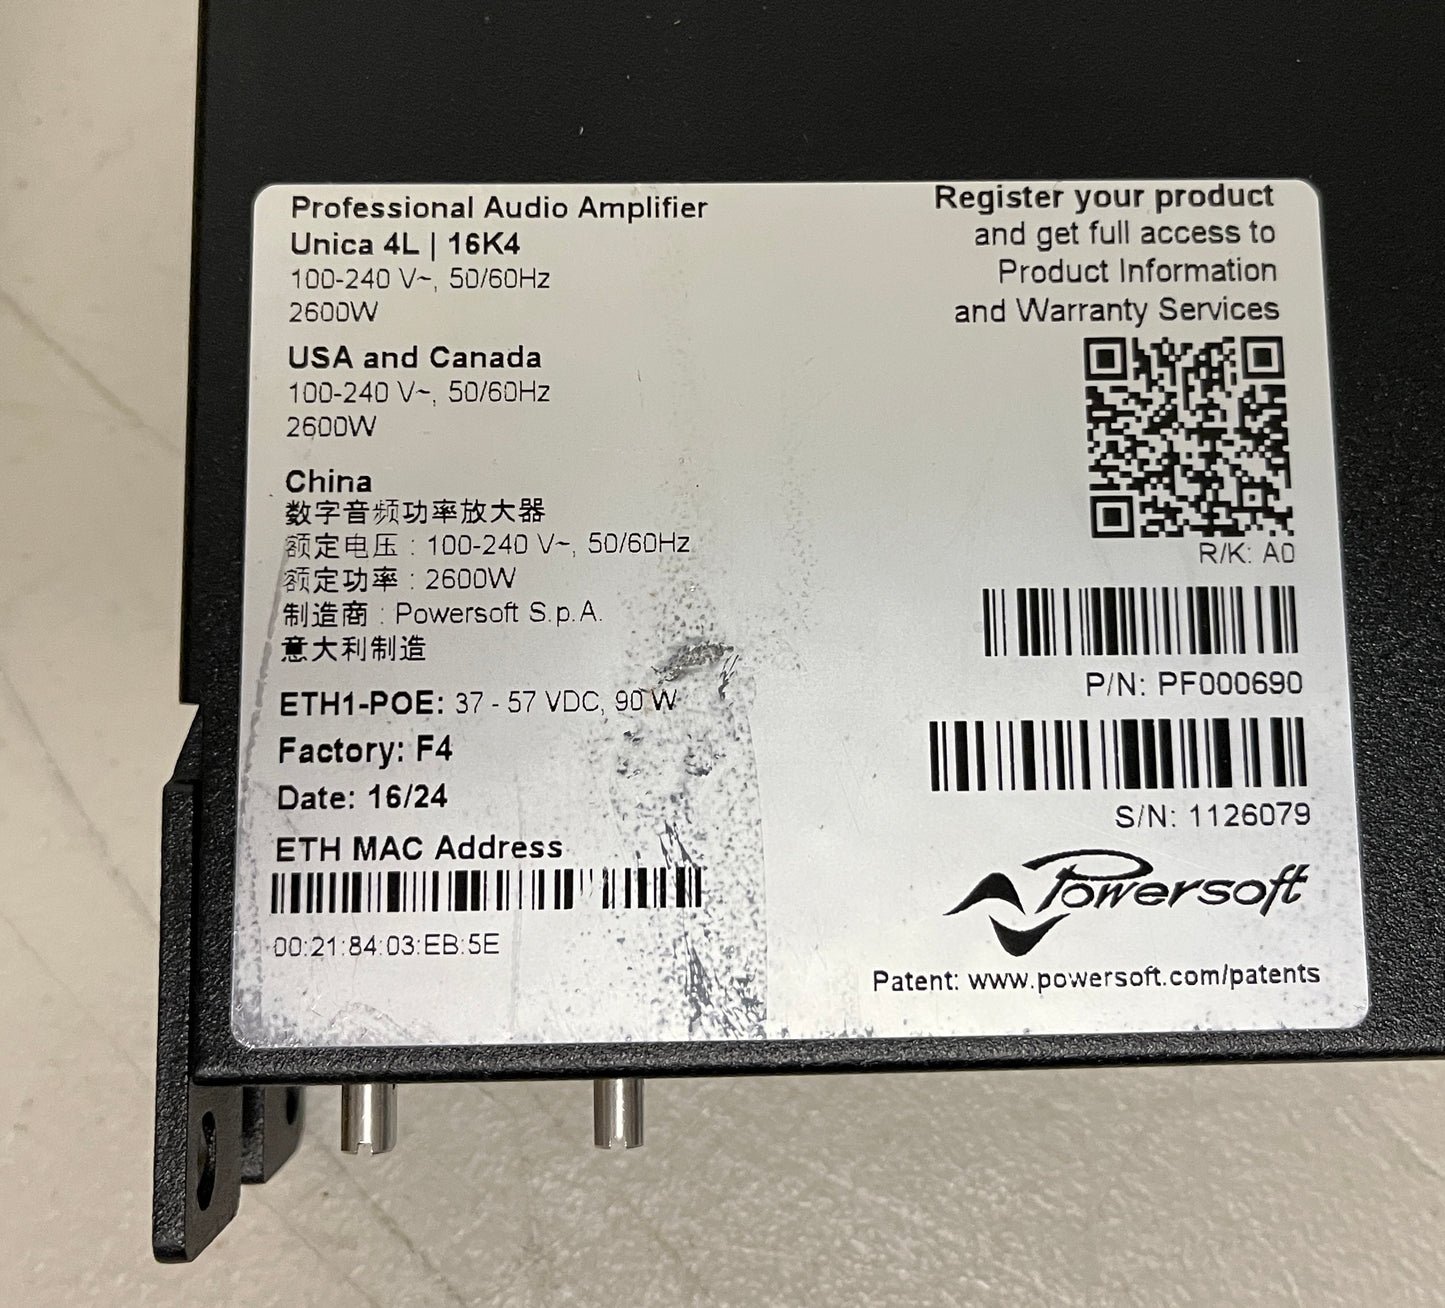 Professional Audio Amplifier
Unica 4L | 16K4
100-240 V~, 50/60Hz
2600W
USA and Canada
100-240 V~, 50/60Hz
2600W
China
数字音频功率放大器
额定电压 : 100-240 V~, 50/60Hz
额定功率 : 2600W
制造商 : Powersoft S.p.A.
意大利制造
ETH1-POE: 37 - 57 VDC, 90 W
Factory: F4
Date: 16/24
ETH MAC Address
00:21:84:03:EB:5E
Register your product
and get full access to
Product Information
and Warranty Services
R/K: A0
P/N: PF000690
S/N: 1126079
Powersoft
Patent: www.powersoft.com/patents